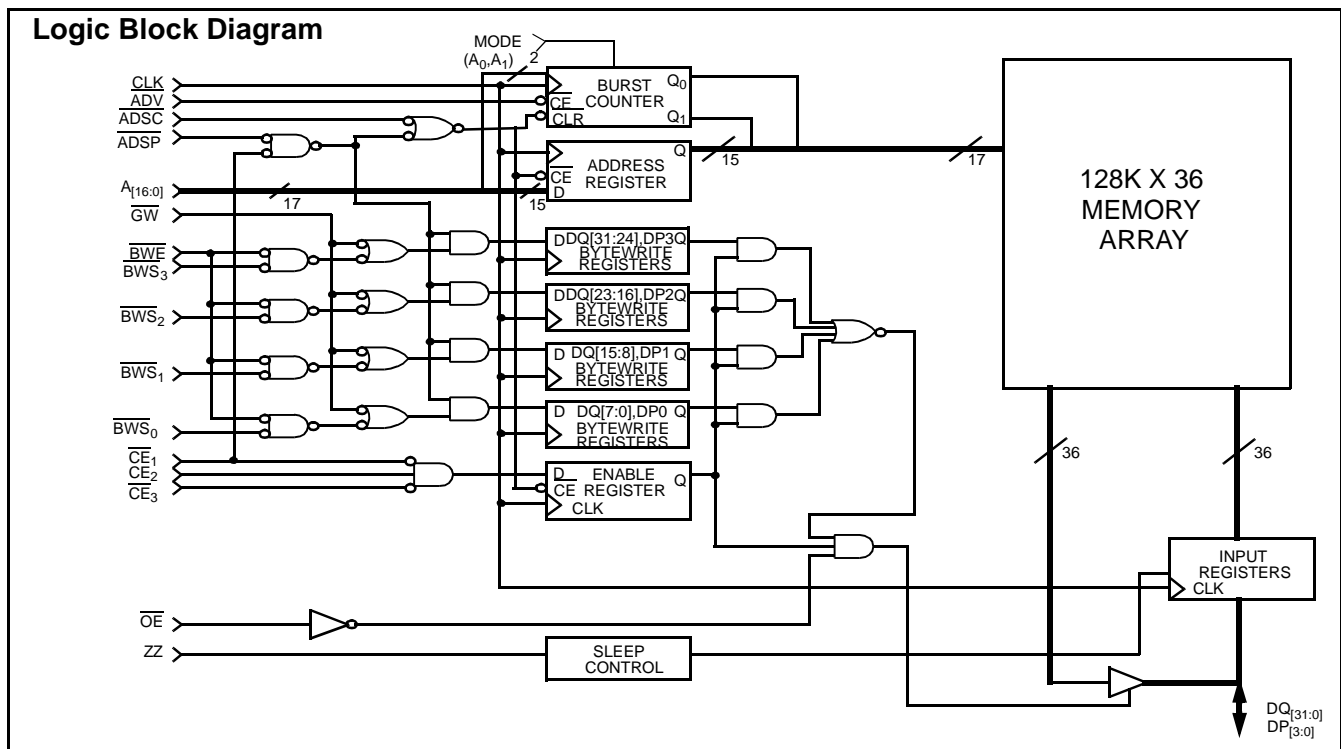 Logic Block Diagram
MODE
(A0,A1)
2
CLK
ADV
ADSC
ADSP
A[16:0]
17
GW
BWE
BWS3
BWS2
BWS1
BWS0
CE1
CE2
CE3
OE
ZZ
BURST
COUNTER
Q0
Q1
CE
CLR
ADDRESS
REGISTER
Q
CE
D
15
15
17
D DQ[31:24],DP3 Q
BYTEWRITE
REGISTERS
D DQ[23:16],DP2 Q
BYTEWRITE
REGISTERS
D DQ[15:8],DP1 Q
BYTEWRITE
REGISTERS
D DQ[7:0],DP0 Q
BYTEWRITE
REGISTERS
D ENABLE Q
CE REGISTER
CLK
SLEEP
CONTROL
128K X 36
MEMORY
ARRAY
36
36
INPUT
REGISTERS
CLK
DQ[31:0]
DP[3:0]